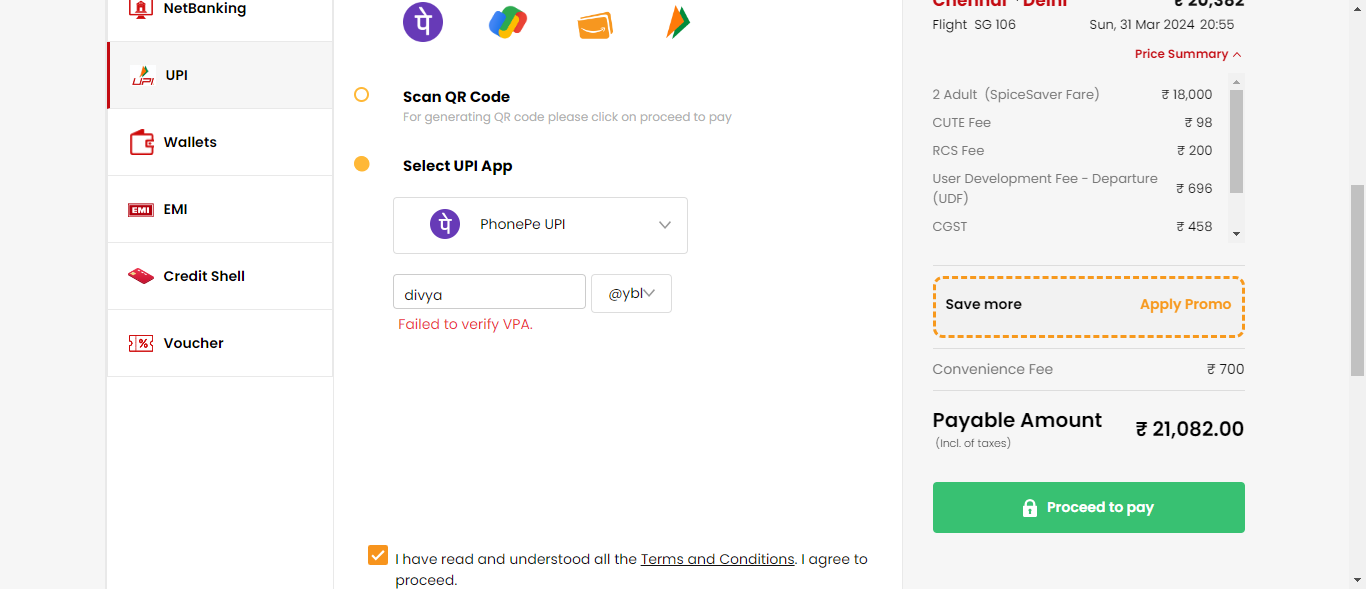 NetBanking
UPI
UPI
Wallets
EMI
EMI
Credit Shell
%
Voucher
पे
Scan QR Code
For generating QR code please click on proceed to pay
Select UPI App
पे PhonePe UPI
divya @ybl
Failed to verify VPA.
I have read and understood all the Terms and Conditions. I agree to
proceed.
Chennai - Delhi ₹ 20,382
Flight SG 106 Sun, 31 Mar 2024 20:55
Price Summary
2 Adult (SpiceSaver Fare) ₹ 18,000
CUTE Fee ₹ 98
RCS Fee ₹ 200
User Development Fee - Departure
(UDF) ₹ 696
CGST ₹ 458
Save more Apply Promo
Convenience Fee ₹ 700
Payable Amount ₹ 21,082.00
(Incl. of taxes)
Proceed to pay